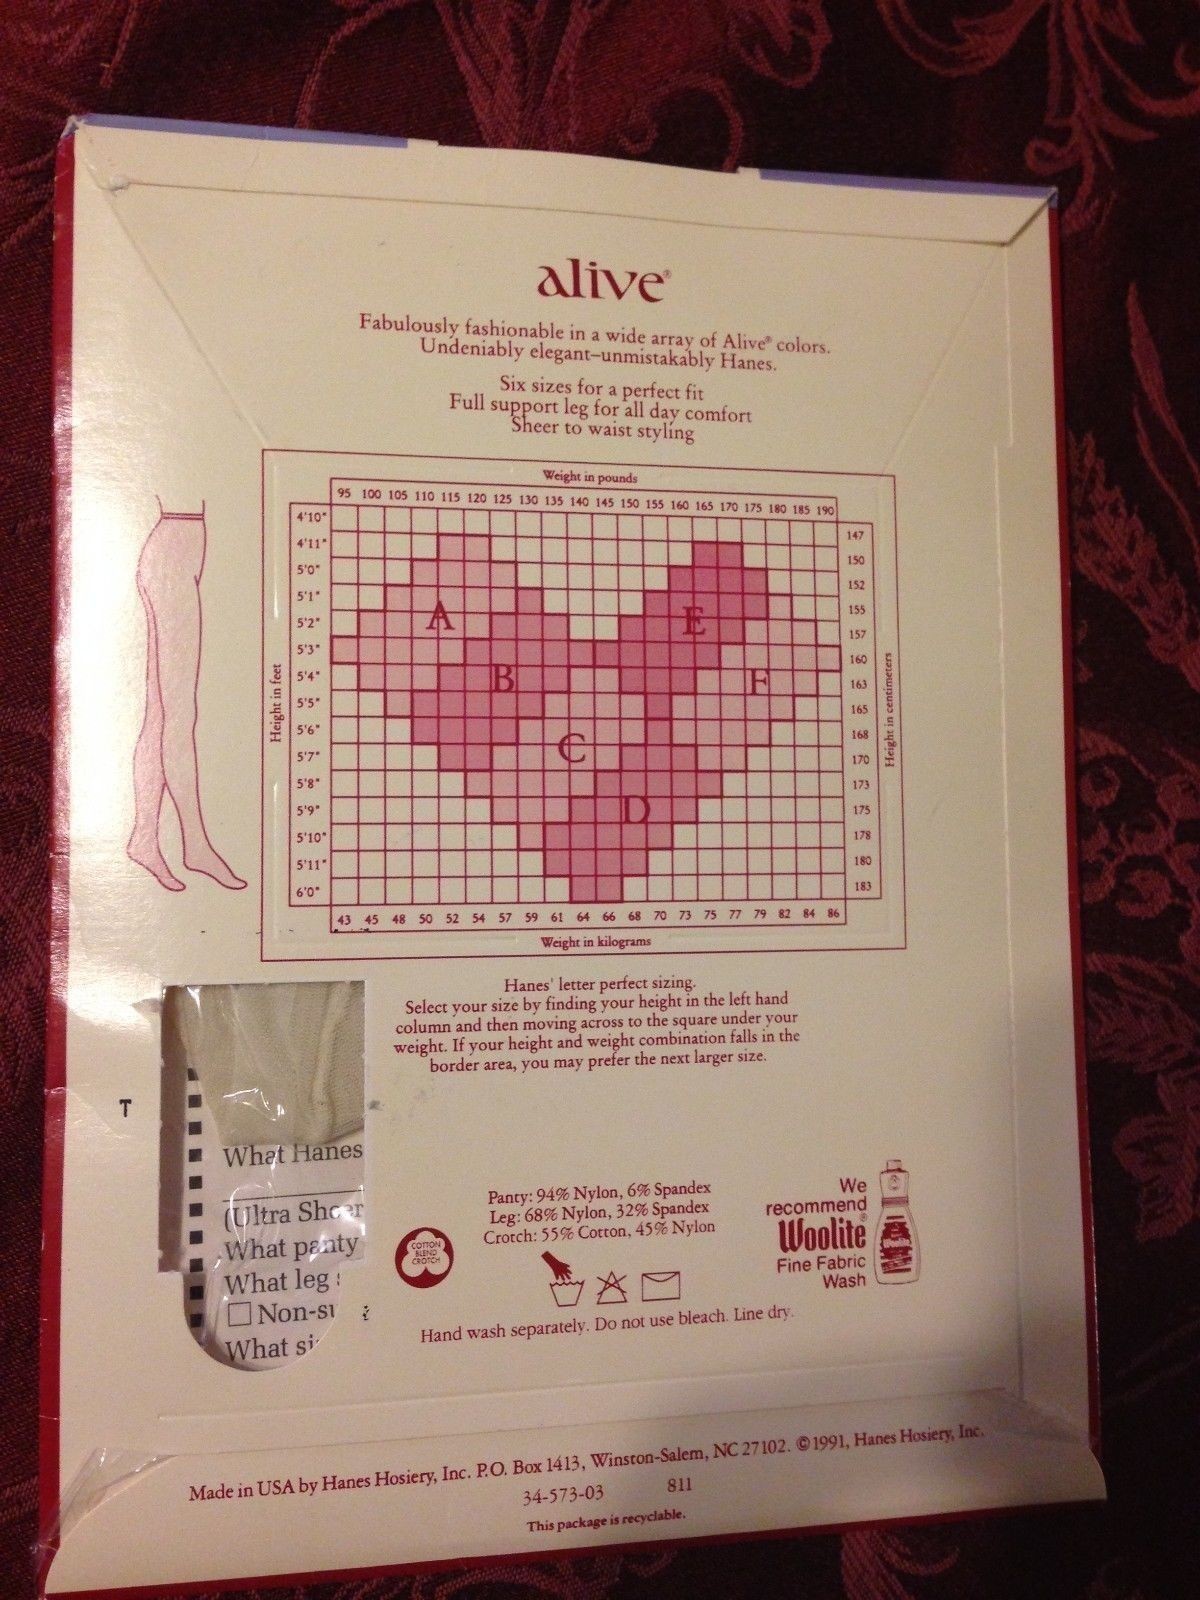 alive®
Fabulously fashionable in a wide array of Alive® colors.
Undeniably elegant–unmistakably Hanes.
Six sizes for a perfect fit
Full support leg for all day comfort
Sheer to waist styling
Weight in pounds
95 100 105 110 115 120 125 130 135 140 145 150 155 160 165 170 175 180 185 190
Height in feet
4'10"
4'11"
5'0"
5'1"
5'2"
5'3"
5'4"
5'5"
5'6"
5'7"
5'8"
5'9"
5'10"
5'11"
6'0"
A
B
C
D
E
F
147
150
152
155
157
160
163
165
168
170
173
175
178
180
183
Height in centimeters
43 45 48 50 52 54 57 59 61 64 66 68 70 73 75 77 79 82 84 86
Weight in kilograms
Hanes' letter perfect sizing.
Select your size by finding your height in the left hand
column and then moving across to the square under your
weight. If your height and weight combination falls in the
border area, you may prefer the next larger size.
T
What Hanes
(Ultra Sheer
What panty
What leg
Non-su
What si
COTTON
BLEND
CROTCH
Panty: 94% Nylon, 6% Spandex
Leg: 68% Nylon, 32% Spandex
Crotch: 55% Cotton, 45% Nylon
We
recommend
Woolite®
Fine Fabric
Wash
Hand wash separately. Do not use bleach. Line dry.
Made in USA by Hanes Hosiery, Inc. P.O. Box 1413, Winston-Salem, NC 27102. ©1991, Hanes Hosiery, Inc.
34-573-03 811
This package is recyclable.